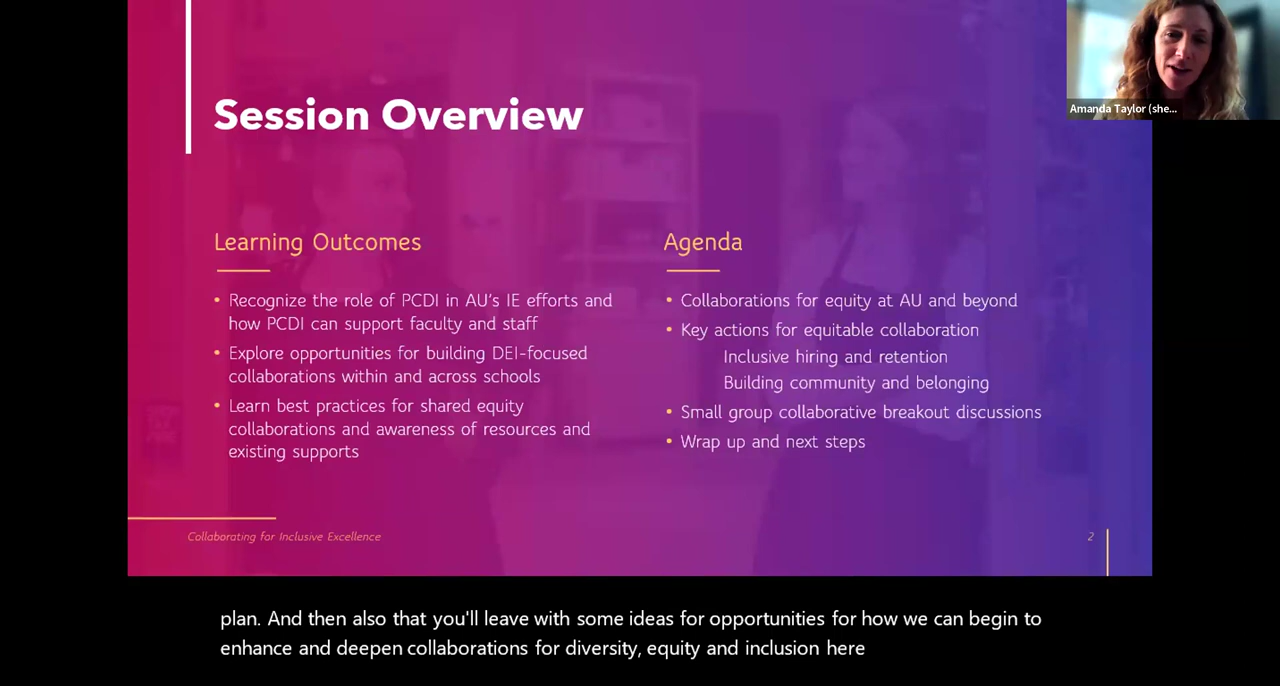 Session Overview
Amanda Taylor (she...
Learning Outcomes
• Recognize the role of PCDI in AU's IE efforts and
how PCDI can support faculty and staff
• Explore opportunities for building DEI-focused
collaborations within and across schools
• Learn best practices for shared equity
collaborations and awareness of resources and
existing supports
Agenda
• Collaborations for equity at AU and beyond
• Key actions for equitable collaboration
Inclusive hiring and retention
Building community and belonging
• Small group collaborative breakout discussions
• Wrap up and next steps
Collaborating for Inclusive Excellence
2
plan. And then also that you'll leave with some ideas for opportunities for how we can begin to
enhance and deepen collaborations for diversity, equity and inclusion here